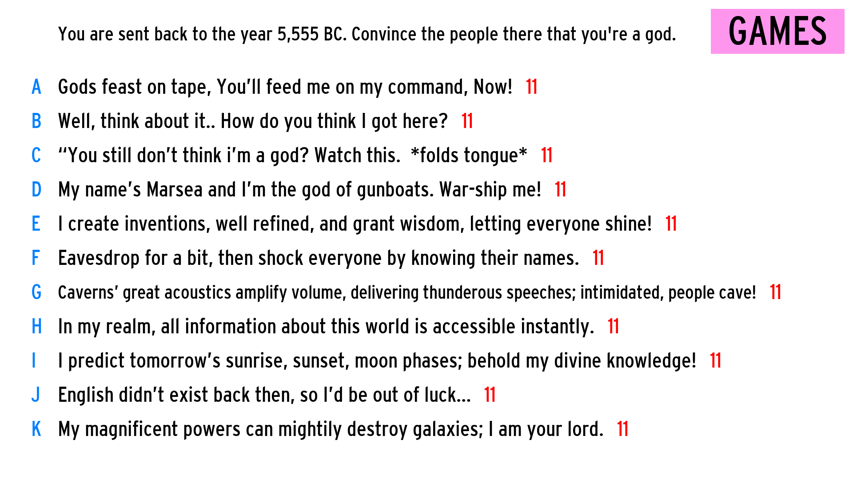 You are sent back to the year 5,555 BC. Convince the people there that you're a god.
GAMES
A Gods feast on tape, You'll feed me on my command, Now! 11
B Well, think about it.. How do you think I got here? 11
C “You still don't think i'm a god? Watch this. *folds tongue* 11
D My name's Marsea and I'm the god of gunboats. War-ship me! 11
E I create inventions, well refined, and grant wisdom, letting everyone shine! 11
F Eavesdrop for a bit, then shock everyone by knowing their names. 11
G Caverns' great acoustics amplify volume, delivering thunderous speeches; intimidated, people cave! 11
H In my realm, all information about this world is accessible instantly. 11
I I predict tomorrow's sunrise, sunset, moon phases; behold my divine knowledge! 11
J English didn't exist back then, so I'd be out of luck... 11
K My magnificent powers can mightily destroy galaxies; I am your lord. 11